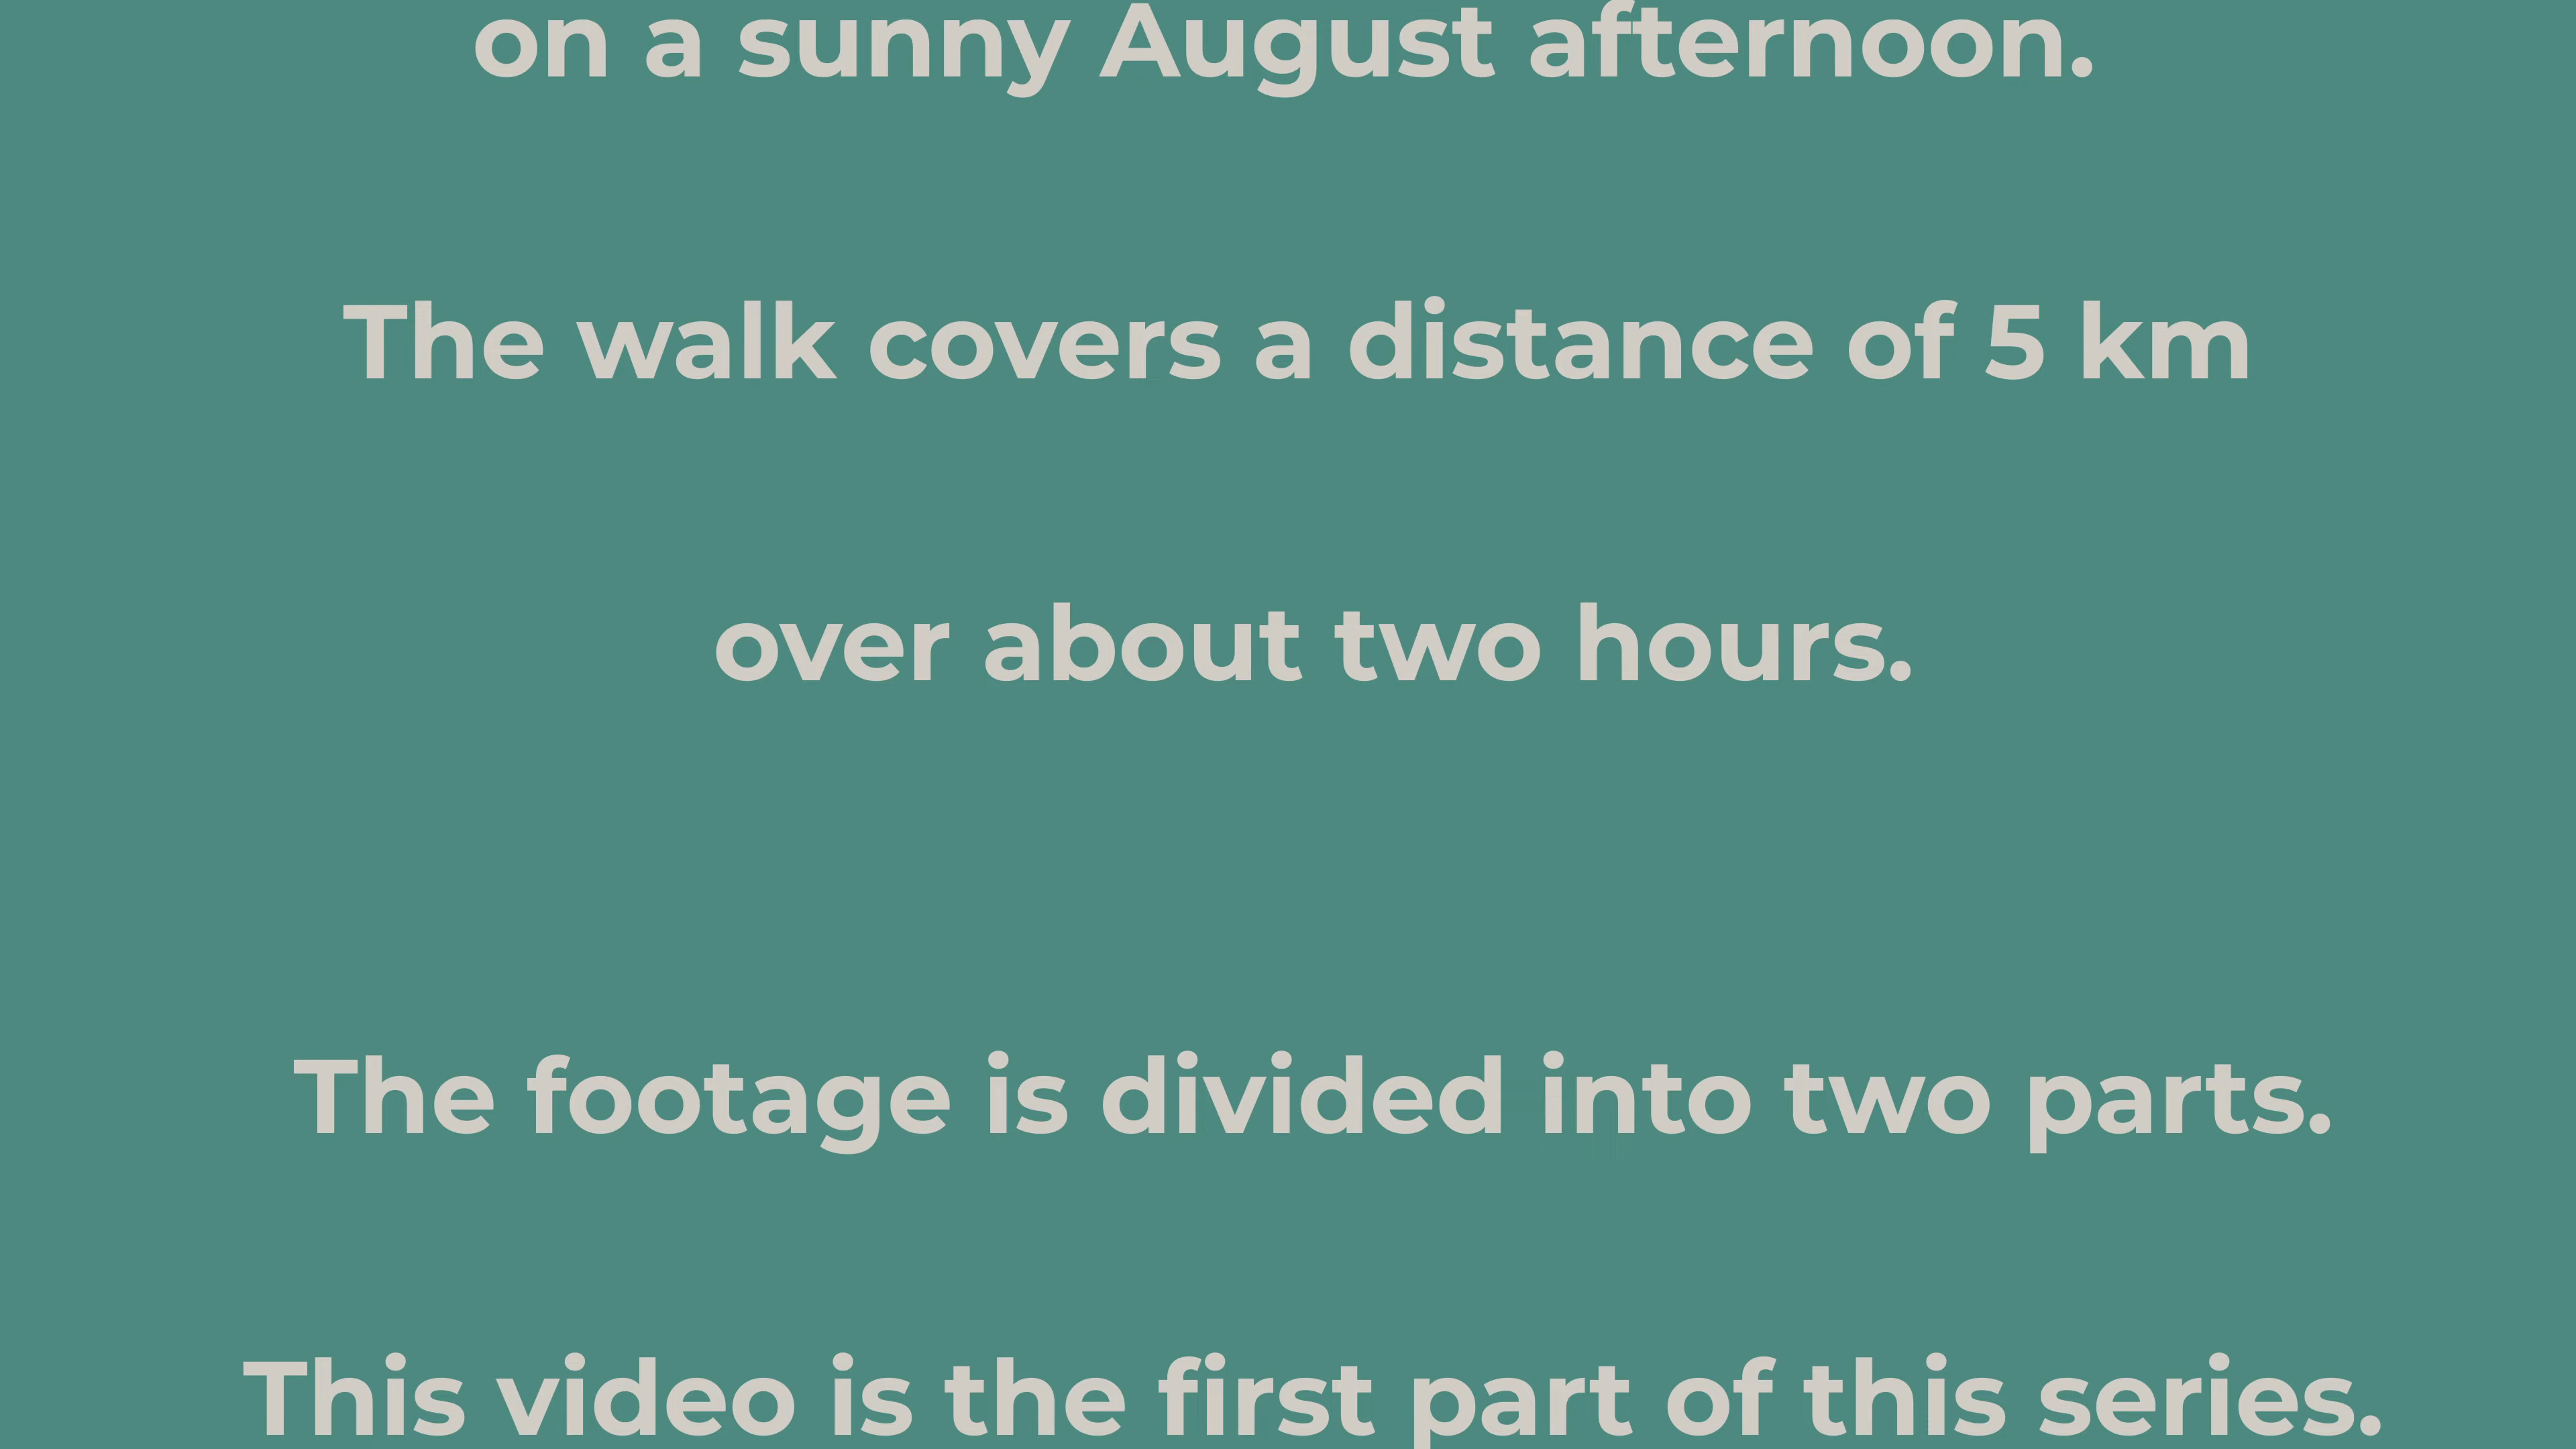 on a sunny August afternoon.
The walk covers a distance of 5 km
over about two hours.
The footage is divided into two parts.
This video is the first part of this series.